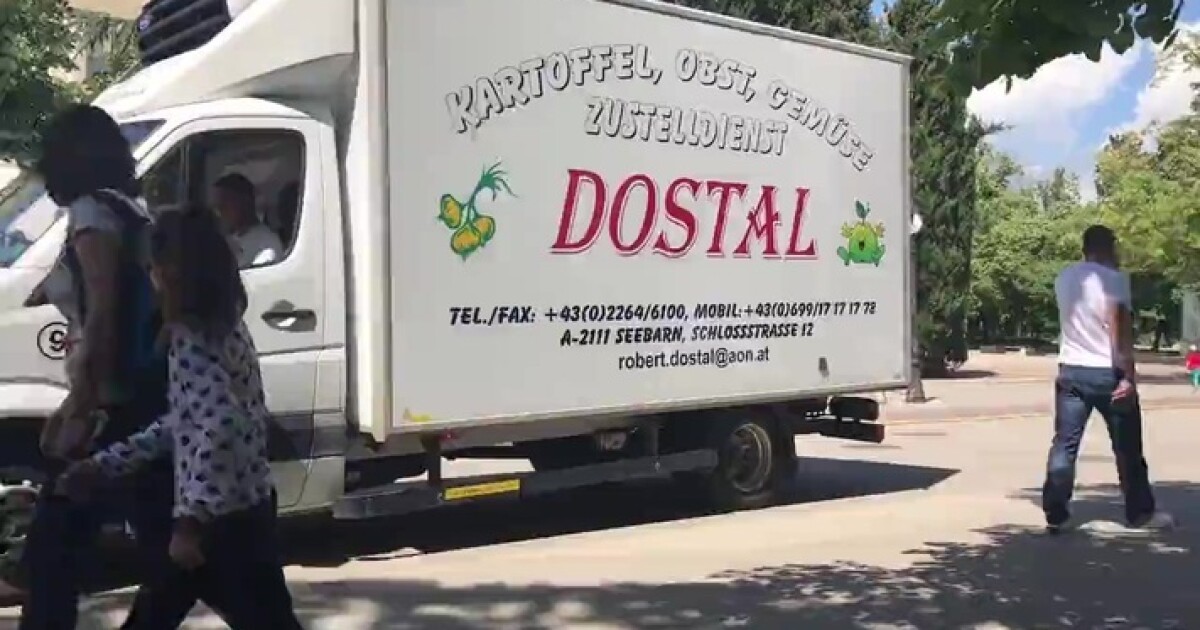 KARTOFFEL, OBST, GEMÜSE
ZUSTELLDIENST
DOSTAL
TEL./FAX: +43(0)2264/6100, MOBIL:+43(0)699/17 17 17 78
A-2111 SEEBARN, SCHLOSSSTRASSE 12
robert.dostal@aon.at